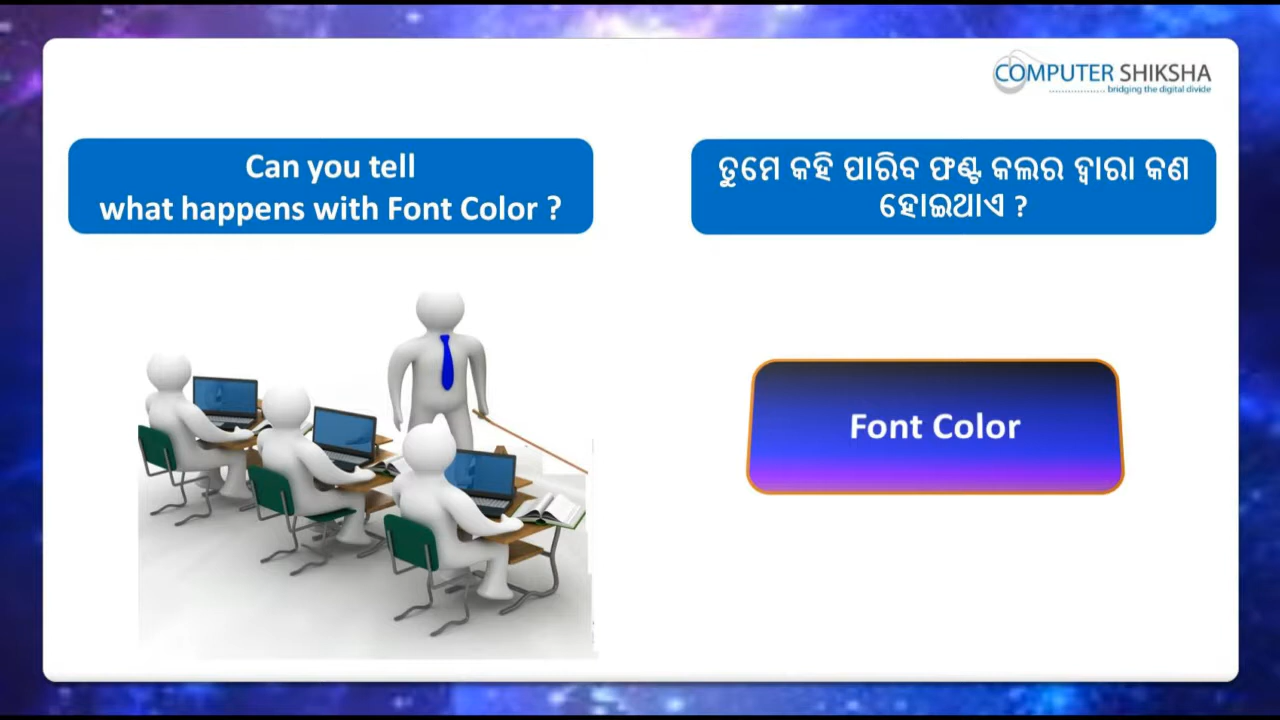 COMPUTER SHIKSHA
bridging the digital divide
Can you tell
what happens with Font Color ?
ତୁମେ କହି ପାରିବ ଫଣ୍ଟ କଲର ଦ୍ୱାରା କଣ
ହୋଇଥାଏ ?
Font Color